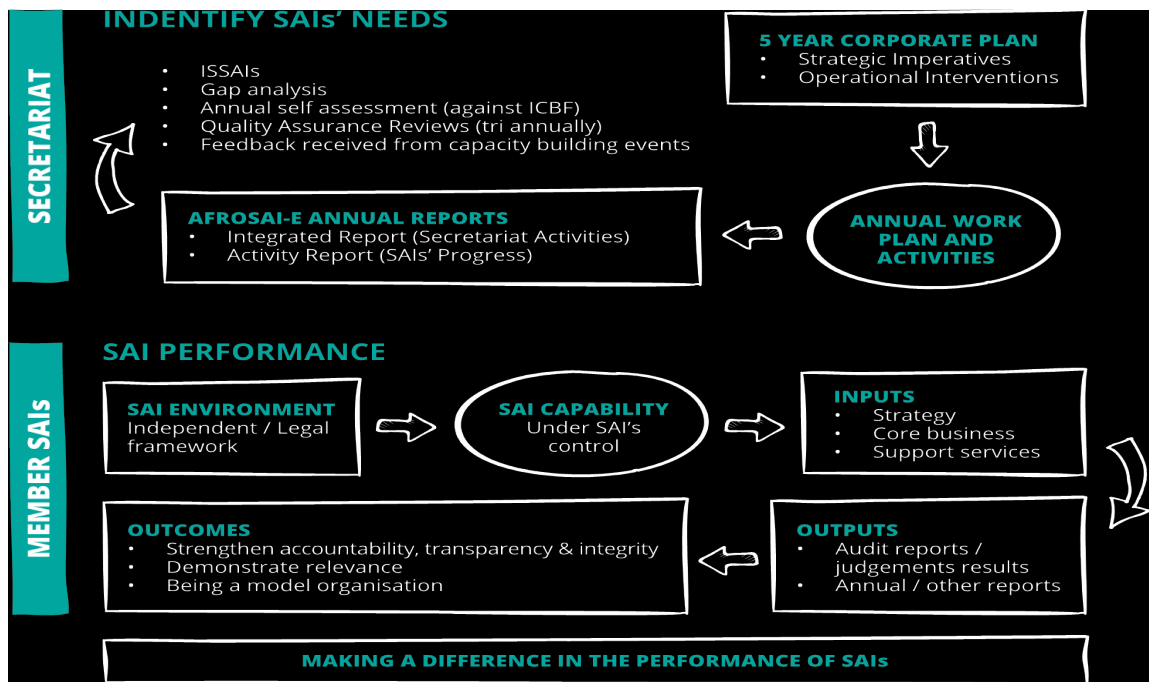 INDENTIFY SAIs' NEEDS
SECRETARIAT
• ISSAIs
• Gap analysis
• Annual self assessment (against ICBF)
• Quality Assurance Reviews (tri annually)
• Feedback received from capacity building events
5 YEAR CORPORATE PLAN
• Strategic Imperatives
• Operational Interventions
ANNUAL WORK
PLAN AND
ACTIVITIES
AFROSAI-E ANNUAL REPORTS
• Integrated Report (Secretariat Activities)
• Activity Report (SAIs' Progress)
MEMBER SAIs
SAI PERFORMANCE
SAI ENVIRONMENT
Independent / Legal
framework
SAI CAPABILITY
Under SAI's
control
INPUTS
• Strategy
• Core business
• Support services
OUTPUTS
• Audit reports /
judgements results
• Annual / other reports
OUTCOMES
• Strengthen accountability, transparency & integrity
• Demonstrate relevance
• Being a model organisation
MAKING A DIFFERENCE IN THE PERFORMANCE OF SAIs